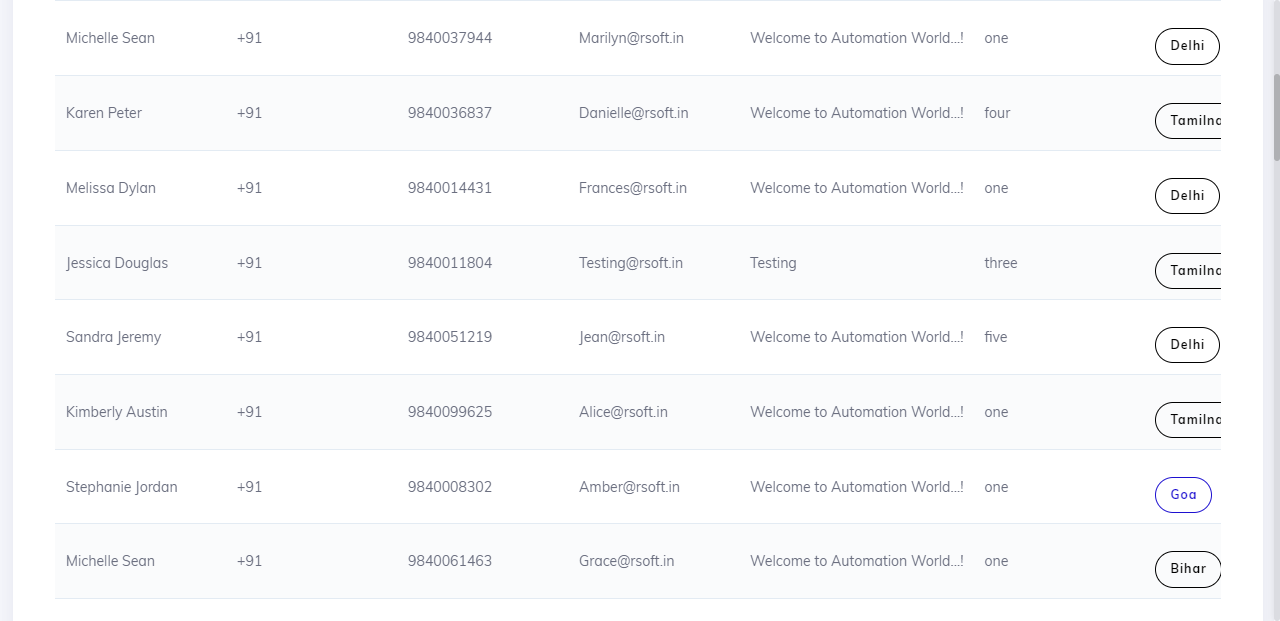 Michelle Sean +91 9840037944 Marilyn@rsoft.in Welcome to Automation World...! one Delhi
Karen Peter +91 9840036837 Danielle@rsoft.in Welcome to Automation World...! four Tamilna
Melissa Dylan +91 9840014431 Frances@rsoft.in Welcome to Automation World...! one Delhi
Jessica Douglas +91 9840011804 Testing@rsoft.in Testing three Tamilna
Sandra Jeremy +91 9840051219 Jean@rsoft.in Welcome to Automation World...! five Delhi
Kimberly Austin +91 9840099625 Alice@rsoft.in Welcome to Automation World...! one Tamilna
Stephanie Jordan +91 9840008302 Amber@rsoft.in Welcome to Automation World...! one Goa
Michelle Sean +91 9840061463 Grace@rsoft.in Welcome to Automation World...! one Bihar